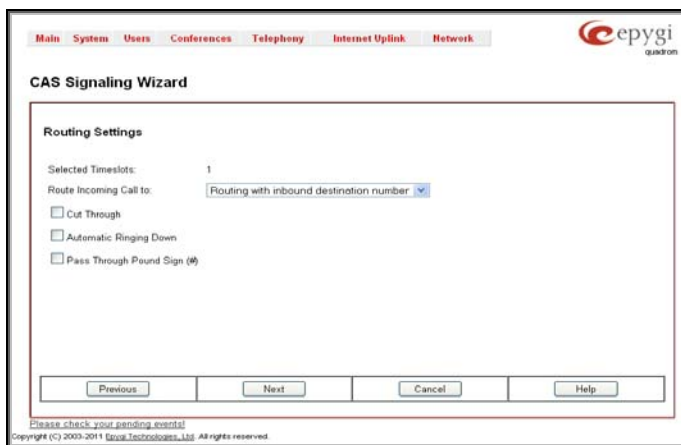 Main System Users Conferences Telephony Internet Uplink Network
epygi
quadron
CAS Signaling Wizard
Routing Settings
Selected Timeslots: 1
Route Incoming Call to: Routing with inbound destination number
Cut Through
Automatic Ringing Down
Pass Through Pound Sign (#)
Previous Next Cancel Help
Please check your pending events!
Copyright (C) 2003-2011 Epygi Technologies, Ltd. All rights reserved.